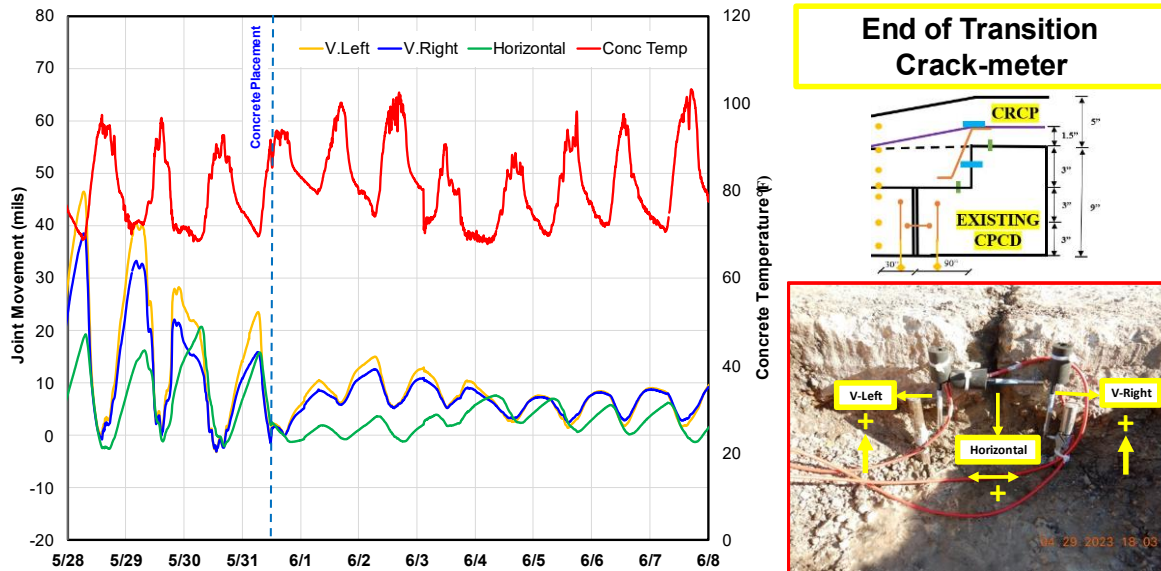 End of Transition
Crack-meter
80
70
60
50
40
30
20
10
0
-10
-20
Joint Movement (mils)
V.Left
V.Right
Horizontal
Conc Temp
Concrete Placement
120
100
80
60
40
20
0
Concrete Temperature (°F)
5/28
5/29
5/30
5/31
6/1
6/2
6/3
6/4
6/5
6/6
6/7
6/8
CRCP
5”
1.5”
3”
3”
9”
3”
EXISTING
CPCD
30"
90"
V-Left
+
V-Right
+
Horizontal
+
04 29 2023 18 03